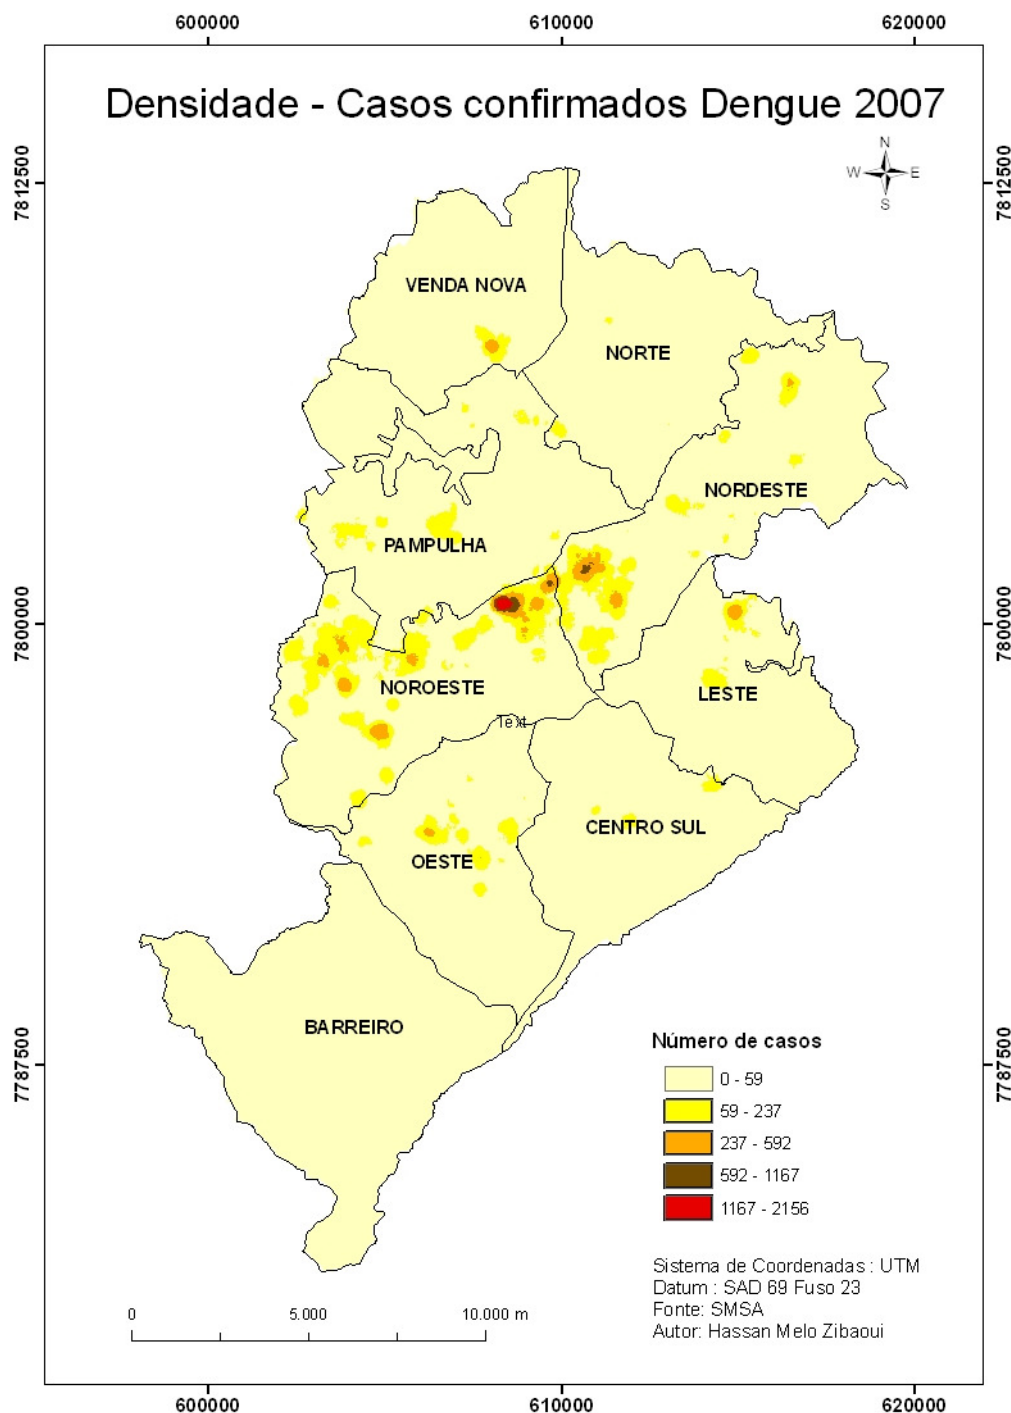 600000
610000
620000
Densidade - Casos confirmados Dengue 2007
N
W E
S
7812500
7812500
VENDA NOVA
NORTE
NORDESTE
PAMPULHA
7800000
7800000
NOROESTE
LESTE
Text
CENTRO SUL
OESTE
BARREIRO
7787500
7787500
Número de casos
0 - 59
59 - 237
237 - 592
592 - 1167
1167 - 2156
Sistema de Coordenadas : UTM
Datum : SAD 69 Fuso 23
Fonte: SMSA
Autor: Hassan Melo Zibaoui
0 5.000 10.000 m
600000
610000
620000